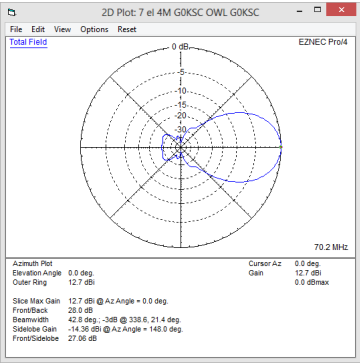 2D Plot: 7 el 4M G0KSC OWL G0KSC
File Edit View Options Reset
Total Field
EZNEC Pro/4
0 dB
-5
-10
-15
-20
-30
70.2 MHz
Azimuth Plot
Elevation Angle 0.0 deg.
Outer Ring 12.7 dBi
Cursor Az 0.0 deg.
Gain 12.7 dBi
0.0 dBmax
Slice Max Gain 12.7 dBi @ Az Angle = 0.0 deg.
Front/Back 28.0 dB
Beamwidth 42.8 deg.; -3dB @ 338.6, 21.4 deg.
Sidelobe Gain -14.36 dBi @ Az Angle = 148.0 deg.
Front/Sidelobe 27.06 dB